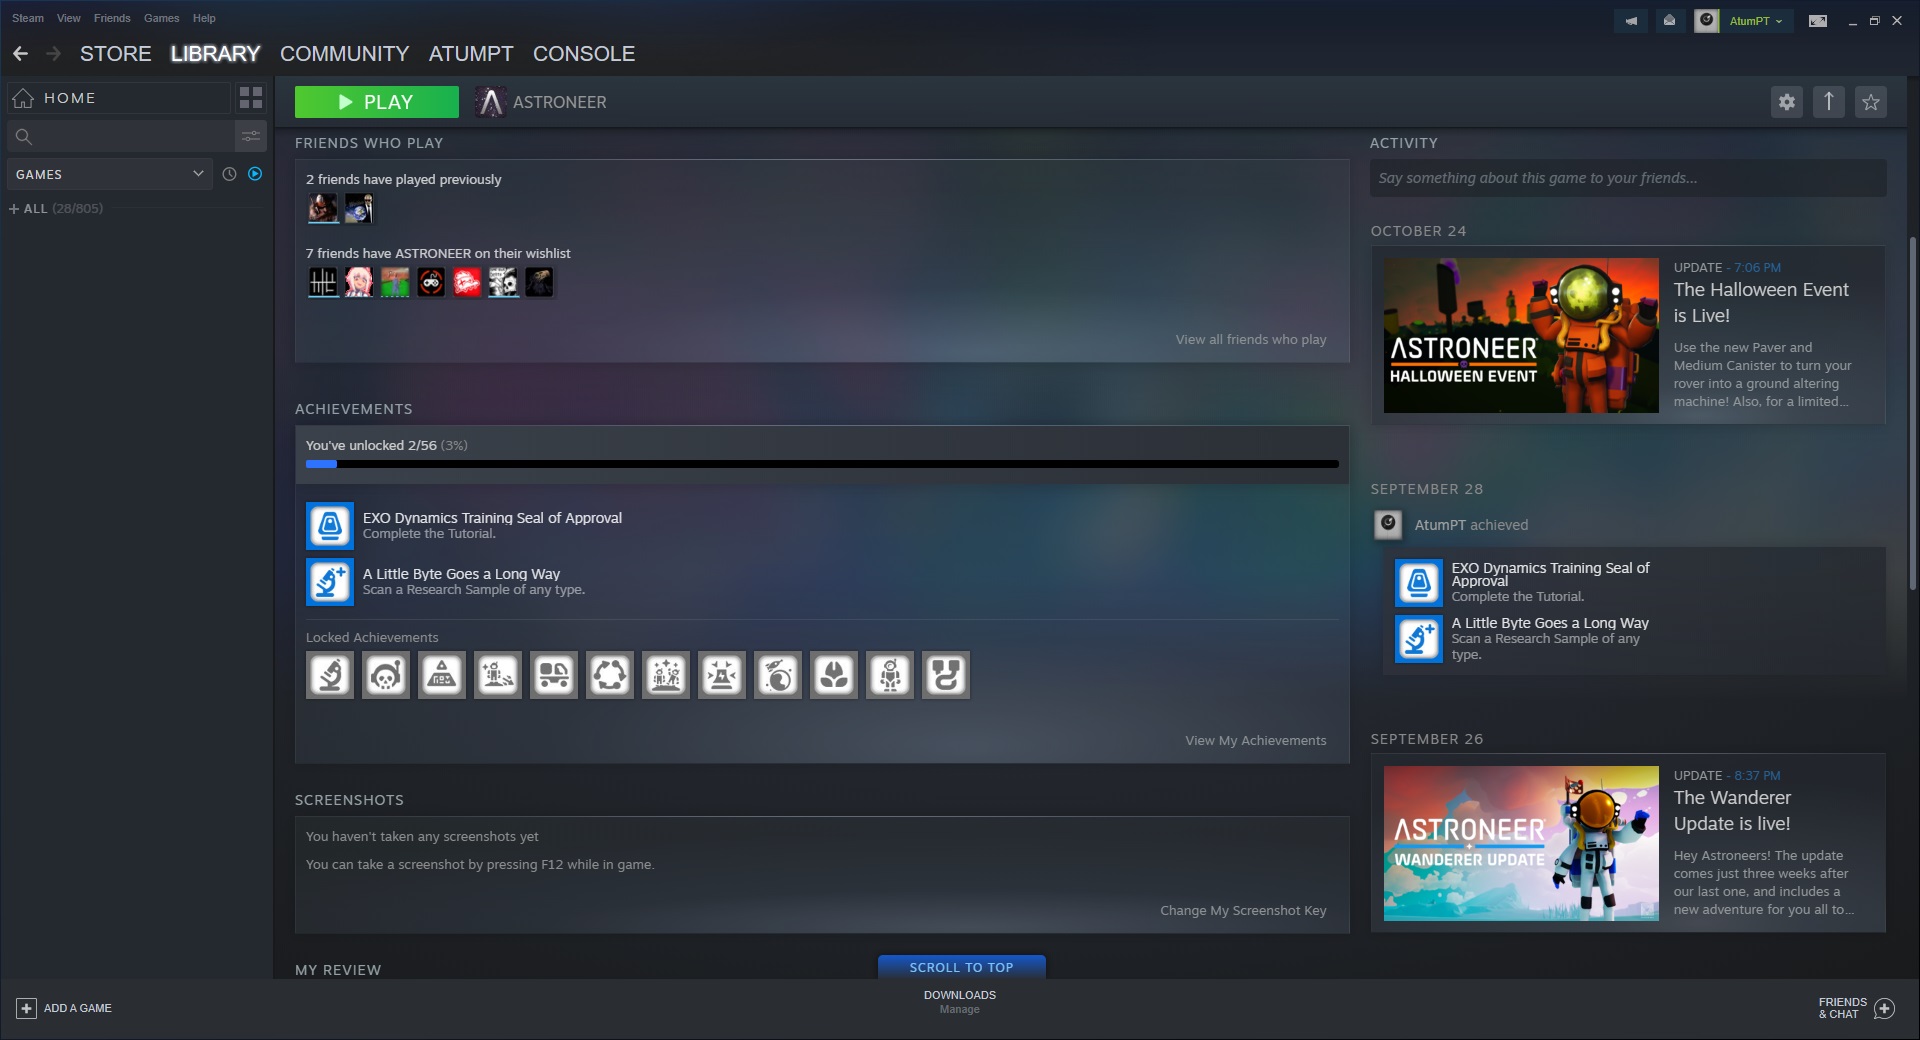 Steam View Friends Games Help
AtumPT
STORE LIBRARY COMMUNITY ATUMPT CONSOLE
HOME
GAMES
ALL (28/805)
PLAY
ASTRONEER
FRIENDS WHO PLAY
2 friends have played previously
7 friends have ASTRONEER on their wishlist
View all friends who play
ACHIEVEMENTS
You've unlocked 2/56 (3%)
EXO Dynamics Training Seal of Approval
Complete the Tutorial.
A Little Byte Goes a Long Way
Scan a Research Sample of any type.
Locked Achievements
View My Achievements
SCREENSHOTS
You haven't taken any screenshots yet
You can take a screenshot by pressing F12 while in game.
Change My Screenshot Key
MY REVIEW
ACTIVITY
Say something about this game to your friends...
OCTOBER 24
ASTRONEER
HALLOWEEN EVENT
UPDATE - 7:06 PM
The Halloween Event
is Live!
Use the new Paver and
Medium Canister to turn your
rover into a ground altering
machine! Also, for a limited...
SEPTEMBER 28
AtumPT achieved
EXO Dynamics Training Seal of
Approval
Complete the Tutorial.
A Little Byte Goes a Long Way
Scan a Research Sample of any
type.
SEPTEMBER 26
ASTRONEER
WANDERER UPDATE
UPDATE - 8:37 PM
The Wanderer
Update is live!
Hey Astroneers! The update
comes just three weeks after
our last one, and includes a
new adventure for you all to...
SCROLL TO TOP
ADD A GAME
DOWNLOADS
Manage
FRIENDS
& CHAT